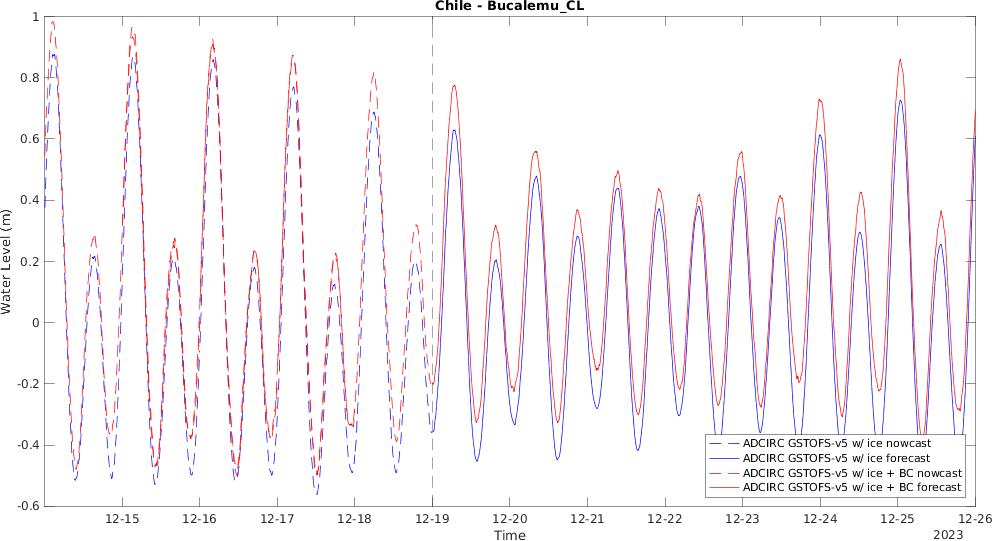 Chile - Bucalemu_CL
Water Level (m)
1
0.8
0.6
0.4
0.2
0
-0.2
-0.4
-0.6
ADCIRC GSTOFS-v5 w/ ice nowcast
ADCIRC GSTOFS-v5 w/ ice forecast
ADCIRC GSTOFS-v5 w/ ice + BC nowcast
ADCIRC GSTOFS-v5 w/ ice + BC forecast
12-15 12-16 12-17 12-18 12-19 12-20 12-21 12-22 12-23 12-24 12-25 12-26
Time
2023